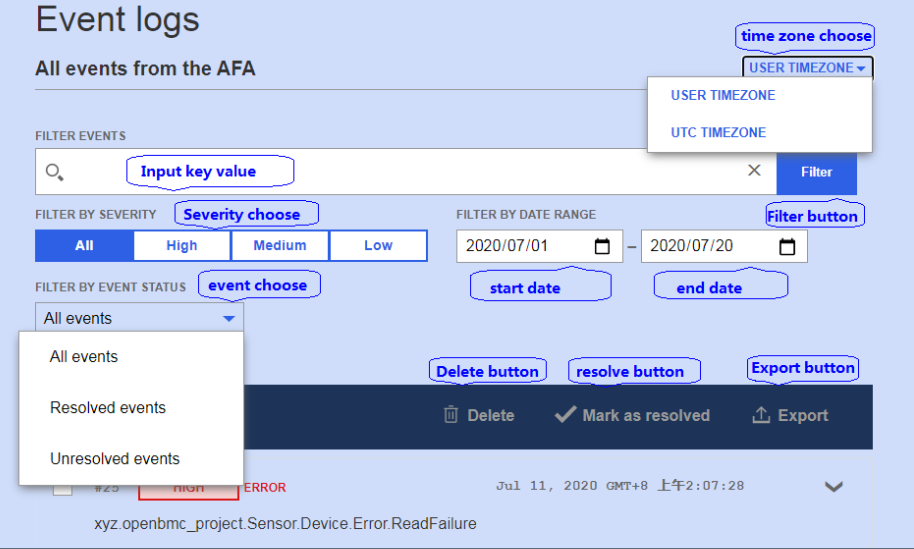 Event logs
time zone choose
All events from the AFA
USER TIMEZONE
USER TIMEZONE
UTC TIMEZONE
FILTER EVENTS
Input key value
Filter
FILTER BY SEVERITY
Severity choose
FILTER BY DATE RANGE
Filter button
All
High
Medium
Low
2020/07/01
–
2020/07/20
start date
end date
FILTER BY EVENT STATUS
event choose
All events
All events
Resolved events
Unresolved events
Delete button
resolve button
Export button
Delete
Mark as resolved
Export
#25
HIGH
ERROR
Jul 11, 2020 GMT+8 上午2:07:28
xyz.openbmc_project.Sensor.Device.Error.ReadFailure